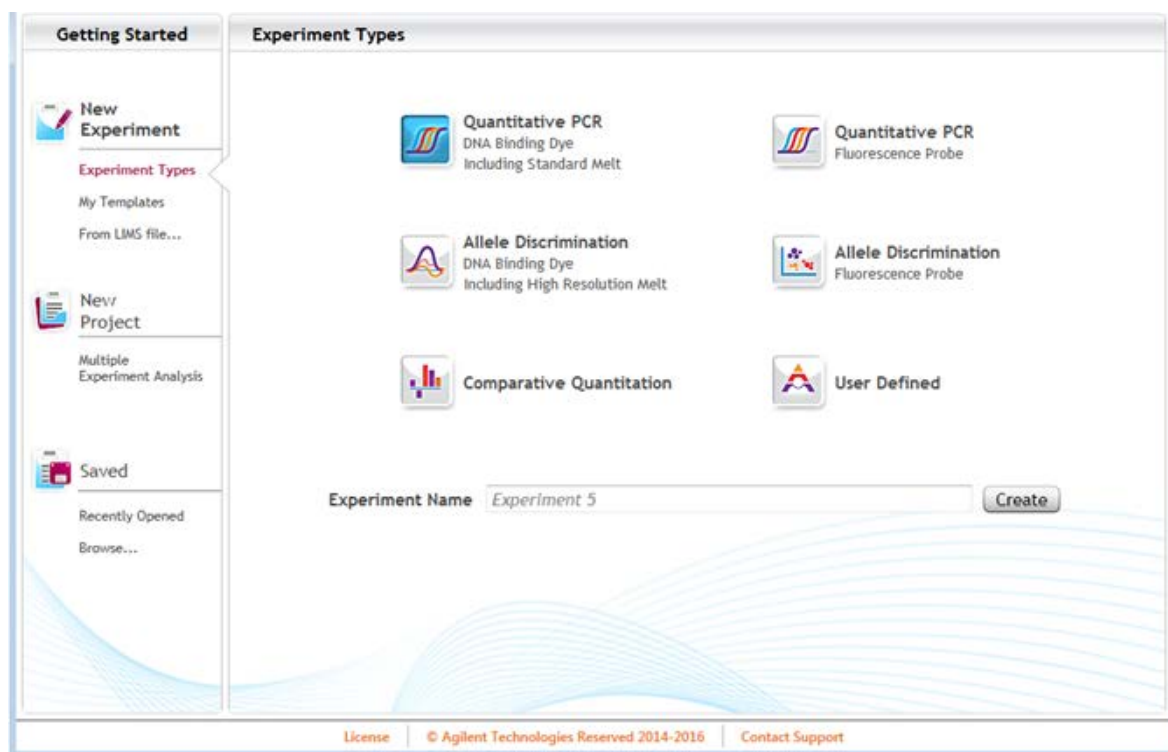 Getting Started
New
Experiment
Experiment Types
My Templates
From LIMS file...
New
Project
Multiple
Experiment Analysis
Saved
Recently Opened
Browse...
Experiment Types
Quantitative PCR
DNA Binding Dye
Including Standard Melt
Quantitative PCR
Fluorescence Probe
Allele Discrimination
DNA Binding Dye
Including High Resolution Melt
Allele Discrimination
Fluorescence Probe
Comparative Quantitation
User Defined
Experiment Name Experiment 5 Create
License © Agilent Technologies Reserved 2014-2016 Contact Support